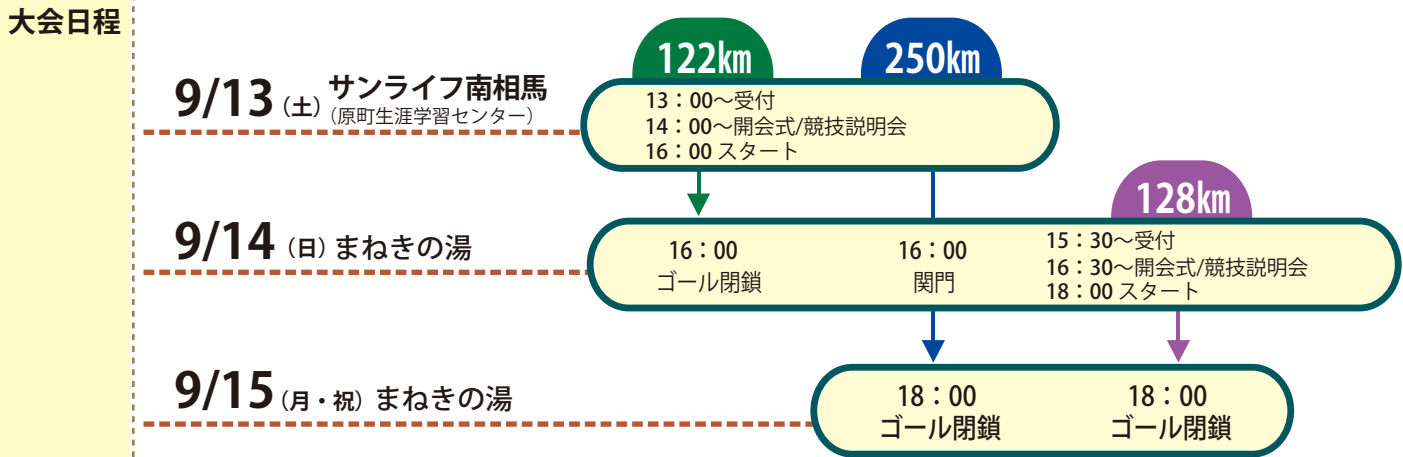 大会日程
122㎞
250㎞
9/13（土）サンライフ南相馬
（原町生涯学習センター）
13：00～受付
14：00～開会式/競技説明会
16：00 スタート
128㎞
9/14（日）まねきの湯
16：00
ゴール閉鎖
16：00
関門
15：30～受付
16：30～開会式/競技説明会
18：00 スタート
9/15（月・祝）まねきの湯
18：00
ゴール閉鎖
18：00
ゴール閉鎖